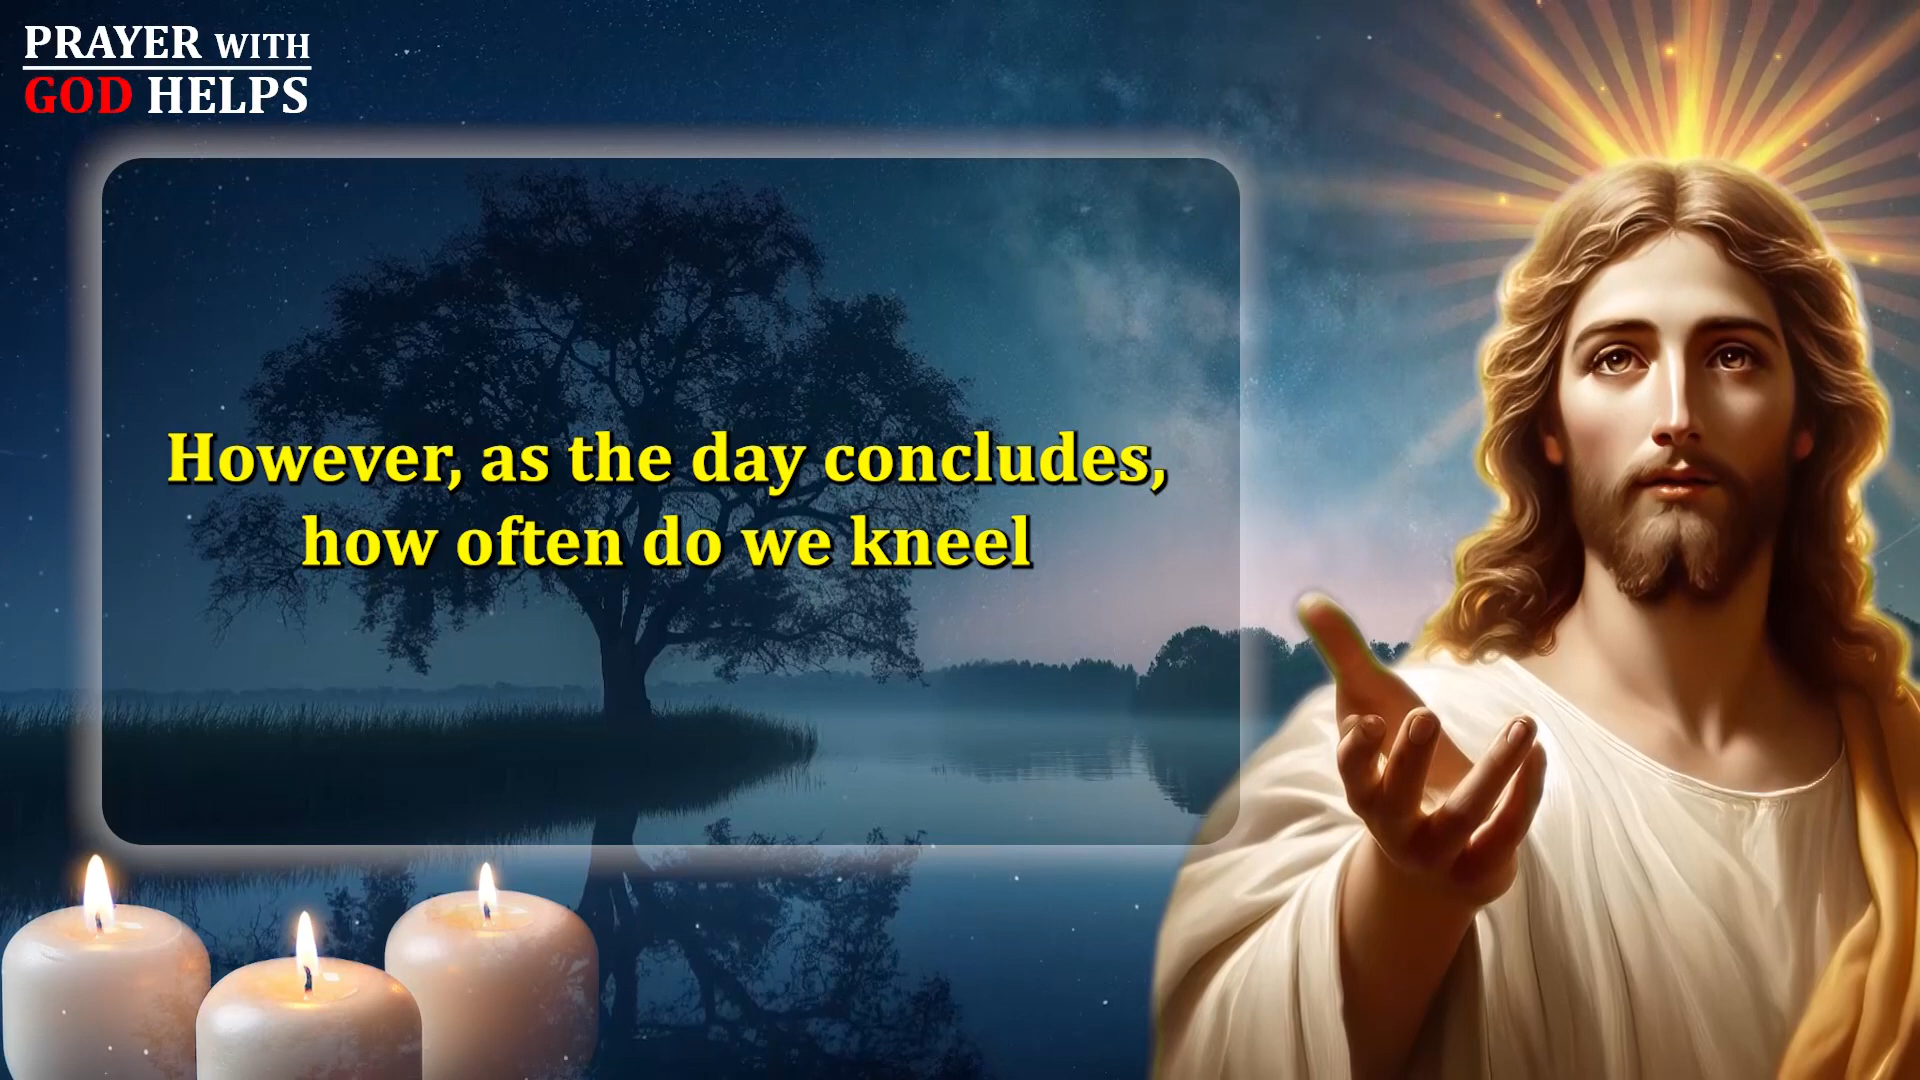 PRAYER WITH
GOD HELPS
However, as the day concludes,
how often do we kneel